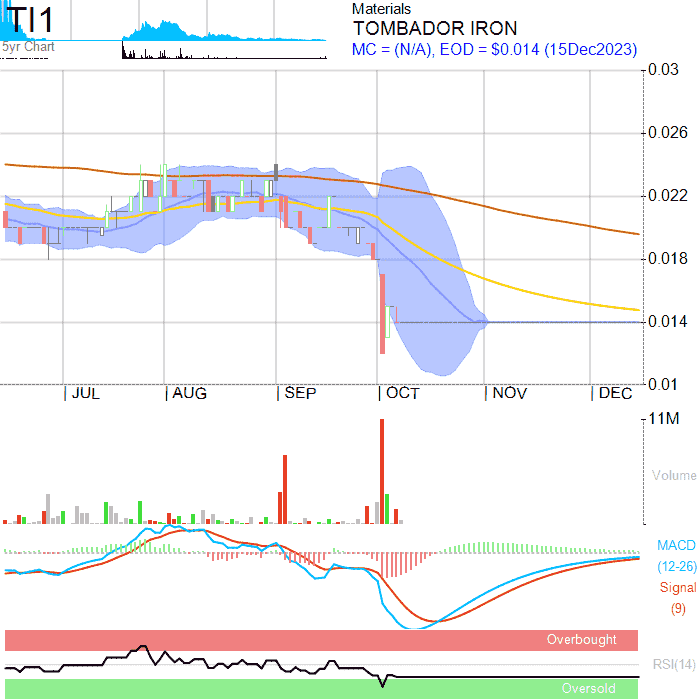 TI1
5yr Chart
Materials
TOMBADOR IRON
MC = (N/A), EOD = $0.014 (15Dec2023)
0.03
0.026
0.022
0.018
0.014
0.01
JUL AUG SEP OCT NOV DEC
11M
Volume
MACD
(12-26)
Signal
(9)
Overbought
RSI(14)
Oversold